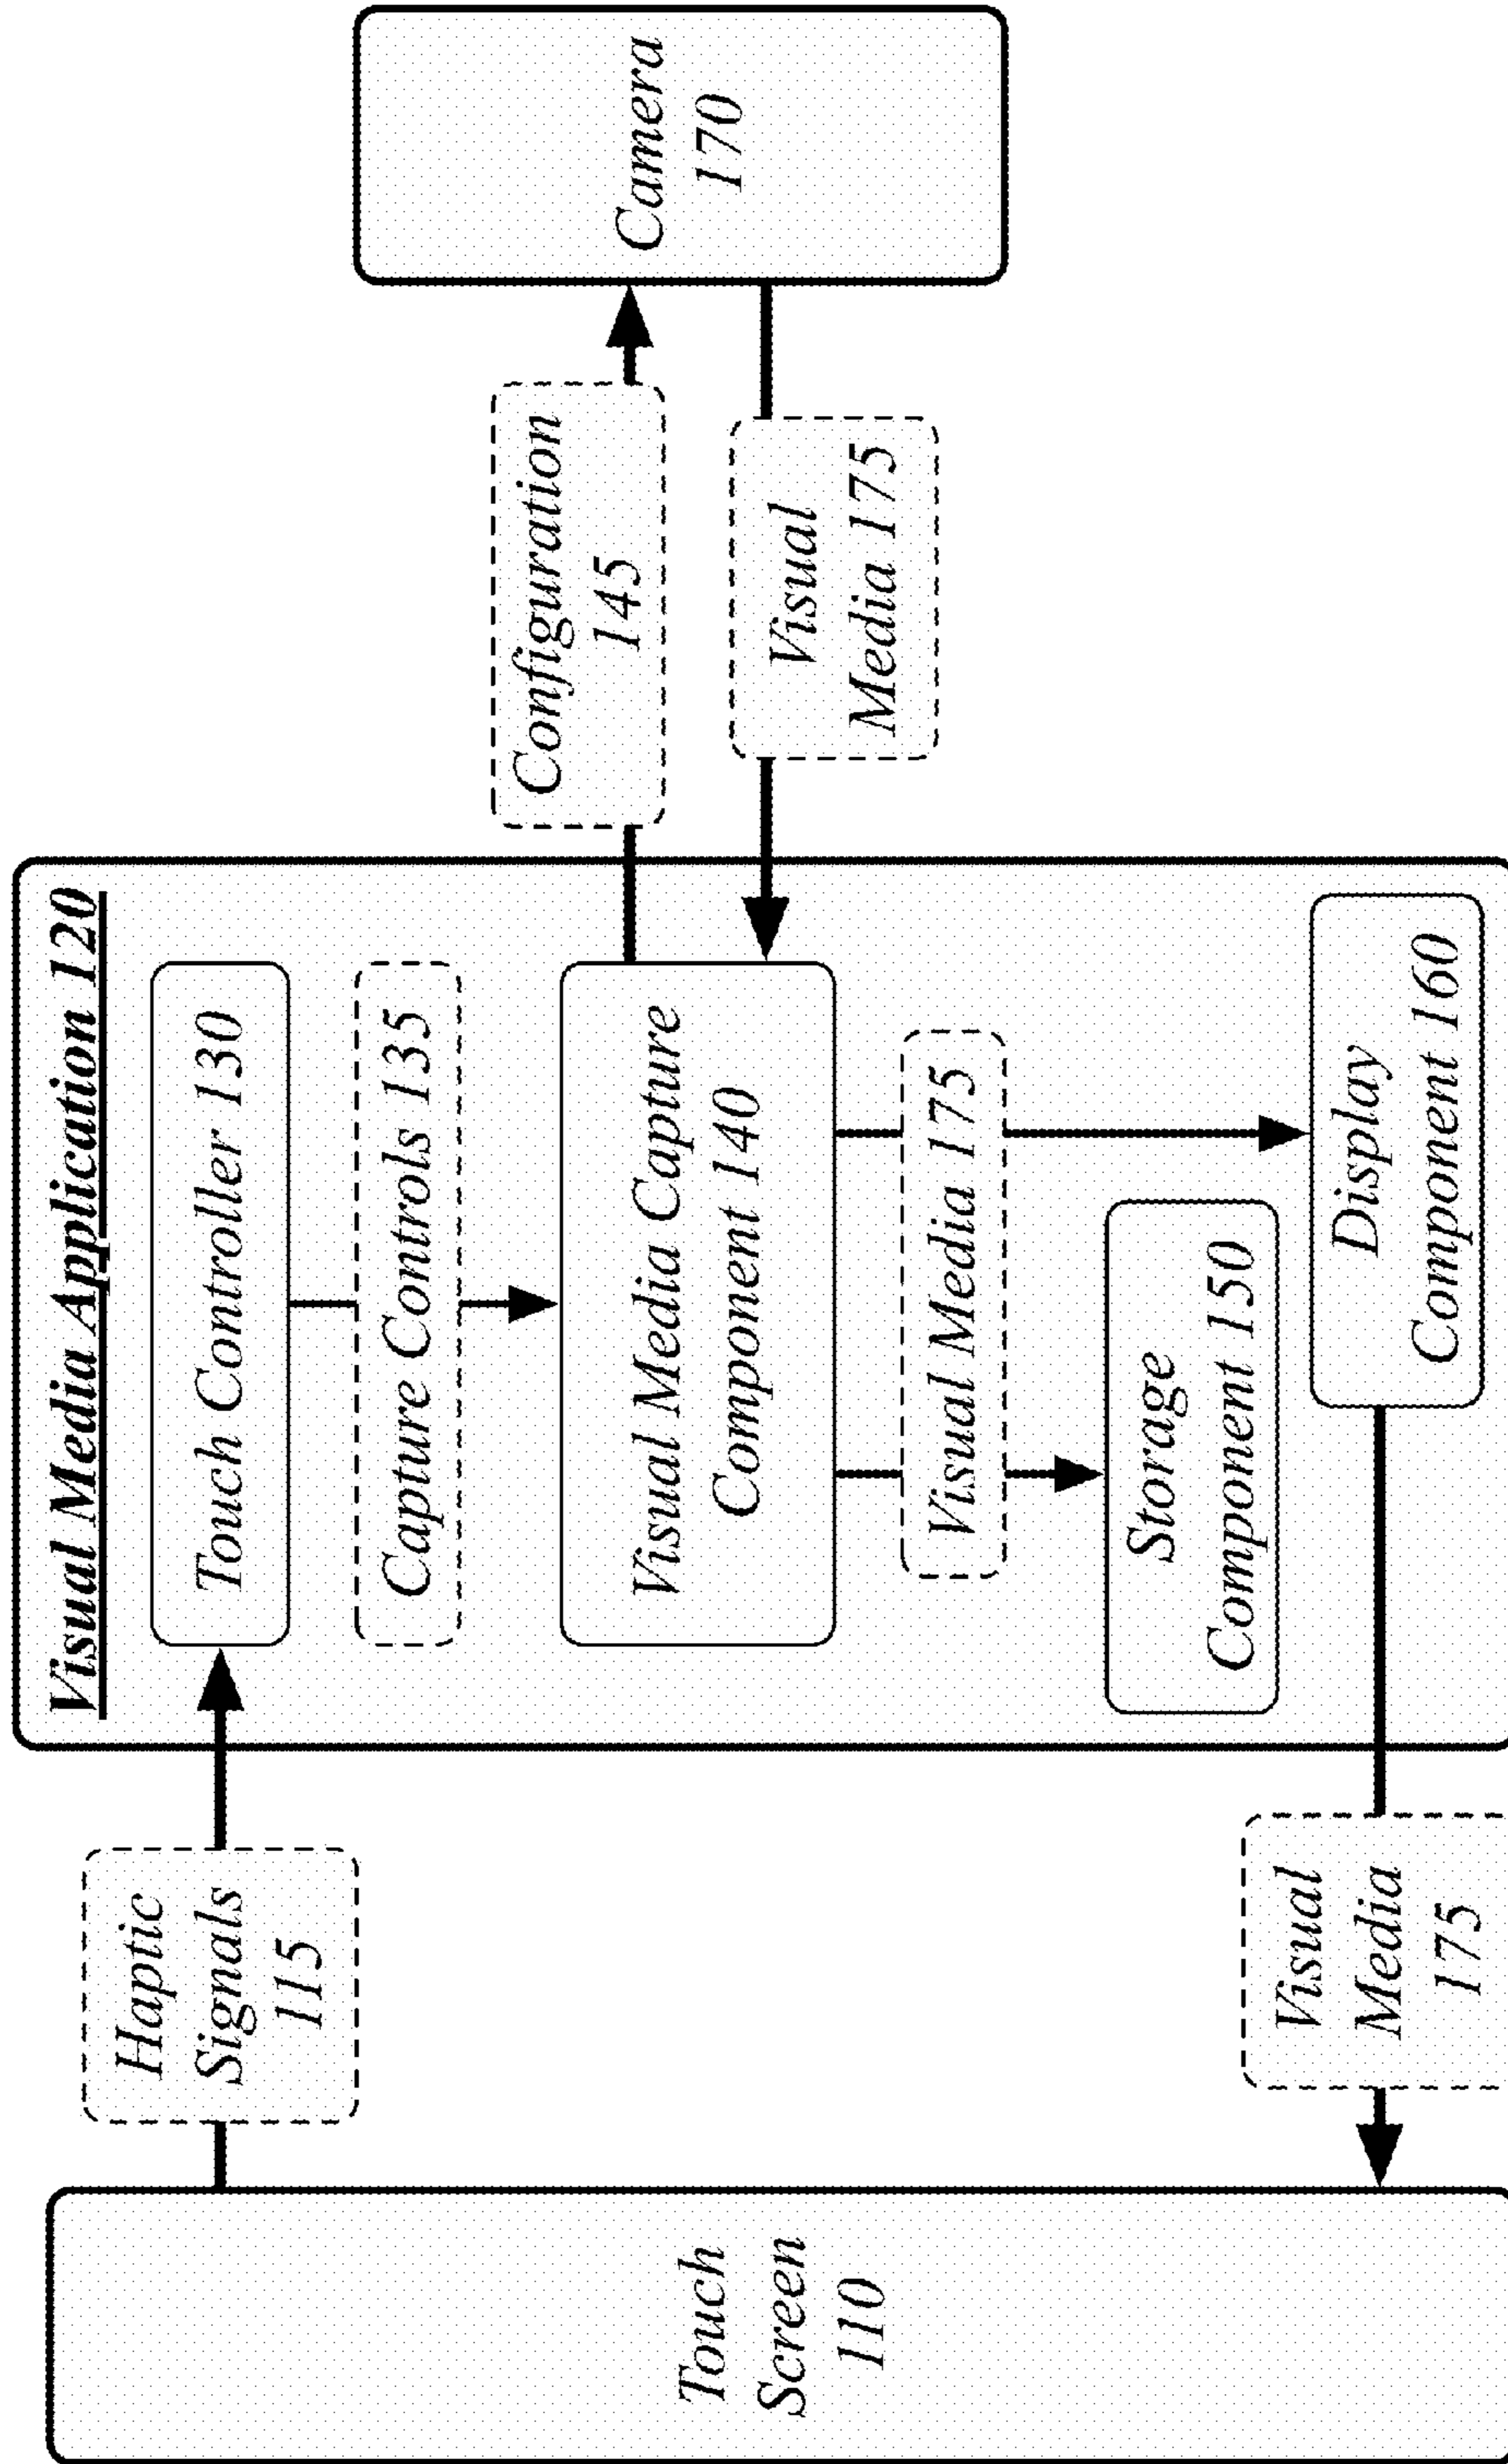 Visual Media Application 120
Touch
Screen
110
Haptic
Signals
115
Touch Controller 130
Capture Controls 135
Visual Media Capture
Component 140
Configuration
145
Visual
Media 175
Camera
170
Visual Media 175
Storage
Component 150
Display
Component 160
Visual
Media
175